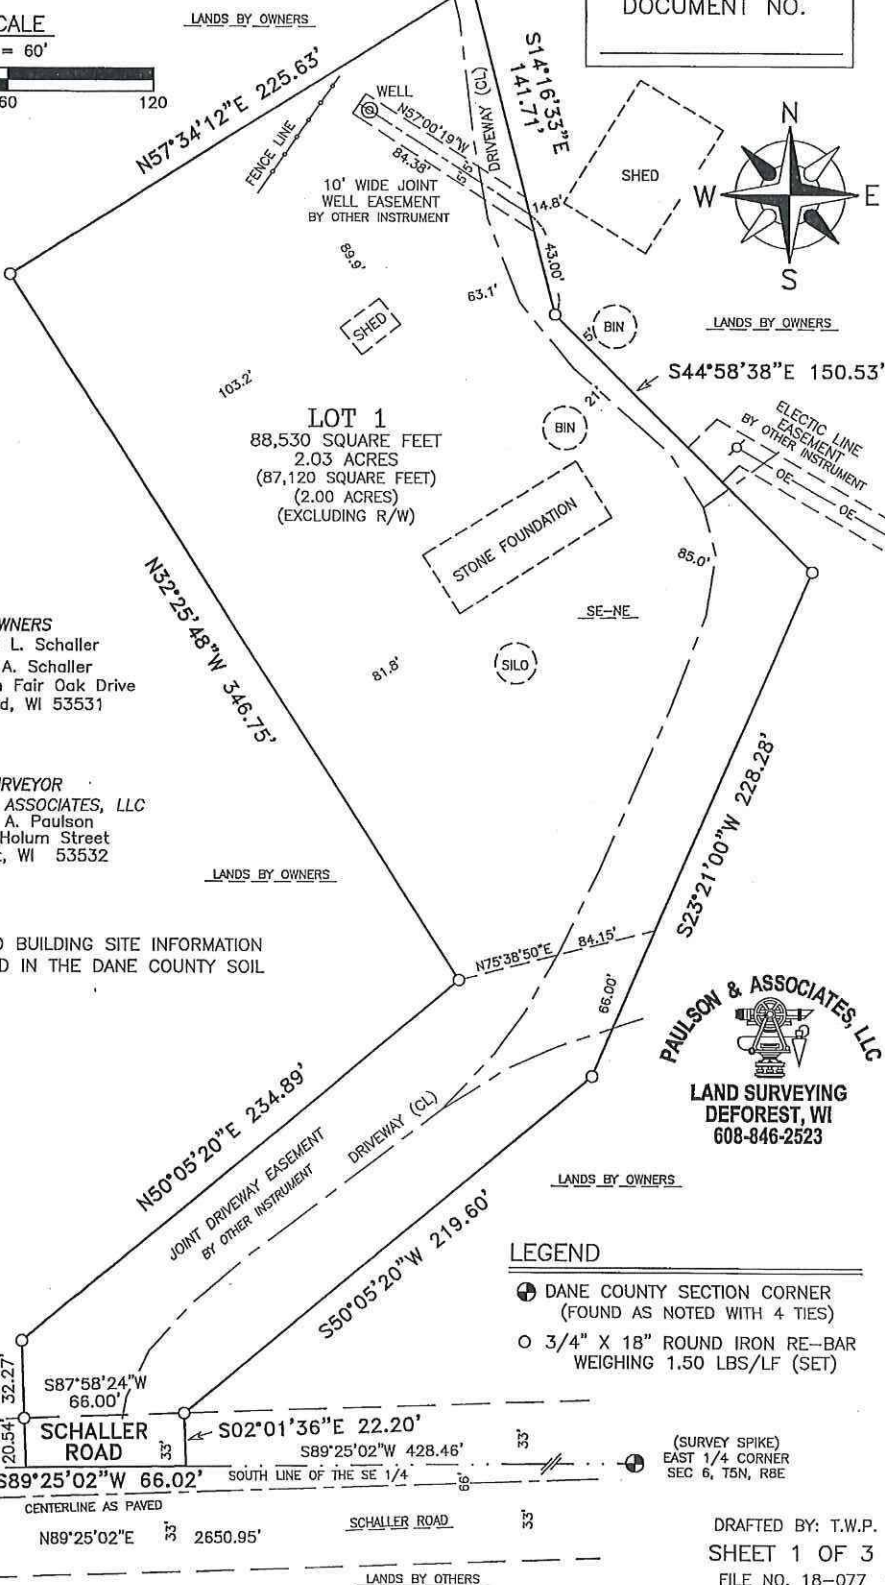 CALE
= 60'
60
120
LANDS BY OWNERS
DOCUMENT NO.
N57°34'12"E 225.63'
FENCE LINE
WELL
N57°00'19"W
84.38'
5'
5'
DRIVEWAY (CL)
S14°16'33"E
141.71'
10' WIDE JOINT
WELL EASEMENT
BY OTHER INSTRUMENT
14.8'
43.00'
SHED
N
W
E
S
89.9'
63.1'
SHED
BIN
5'
LANDS BY OWNERS
S44°58'38"E 150.53'
103.2'
21'
BIN
LOT 1
88,530 SQUARE FEET
2.03 ACRES
(87,120 SQUARE FEET)
(2.00 ACRES)
(EXCLUDING R/W)
ELECTIC LINE
EASEMENT
BY OTHER INSTRUMENT
OE
OE
STONE FOUNDATION
85.0'
SE-NE
N32°25'48"W 346.75'
81.8'
SILO
WNERS
L. Schaller
A. Schaller
Fair Oak Drive
d, WI 53531
RVEYOR
ASSOCIATES, LLC
A. Paulson
Holum Street
, WI 53532
LANDS BY OWNERS
S23°21'00"W 228.28'
BUILDING SITE INFORMATION
D IN THE DANE COUNTY SOIL
N75°38'50"E 84.15'
66.00'
PAULSON & ASSOCIATES, LLC
LAND SURVEYING
DEFOREST, WI
608-846-2523
N50°05'20"E 234.89'
JOINT DRIVEWAY EASEMENT
BY OTHER INSTRUMENT
DRIVEWAY (CL)
LANDS BY OWNERS
S50°05'20"W 219.60'
LEGEND
DANE COUNTY SECTION CORNER
(FOUND AS NOTED WITH 4 TIES)
3/4" X 18" ROUND IRON RE-BAR
WEIGHING 1.50 LBS/LF (SET)
32.27'
S87°58'24"W
66.00'
20.54'
SCHALLER
ROAD
33'
S02°01'36"E 22.20'
S89°25'02"W 428.46'
33'
(SURVEY SPIKE)
EAST 1/4 CORNER
SEC 6, T5N, R8E
S89°25'02"W 66.02'
SOUTH LINE OF THE SE 1/4
66'
CENTERLINE AS PAVED
N89°25'02"E
33'
2650.95'
SCHALLER ROAD
33'
LANDS BY OTHERS
DRAFTED BY: T.W.P.
SHEET 1 OF 3
FILE NO. 18-077